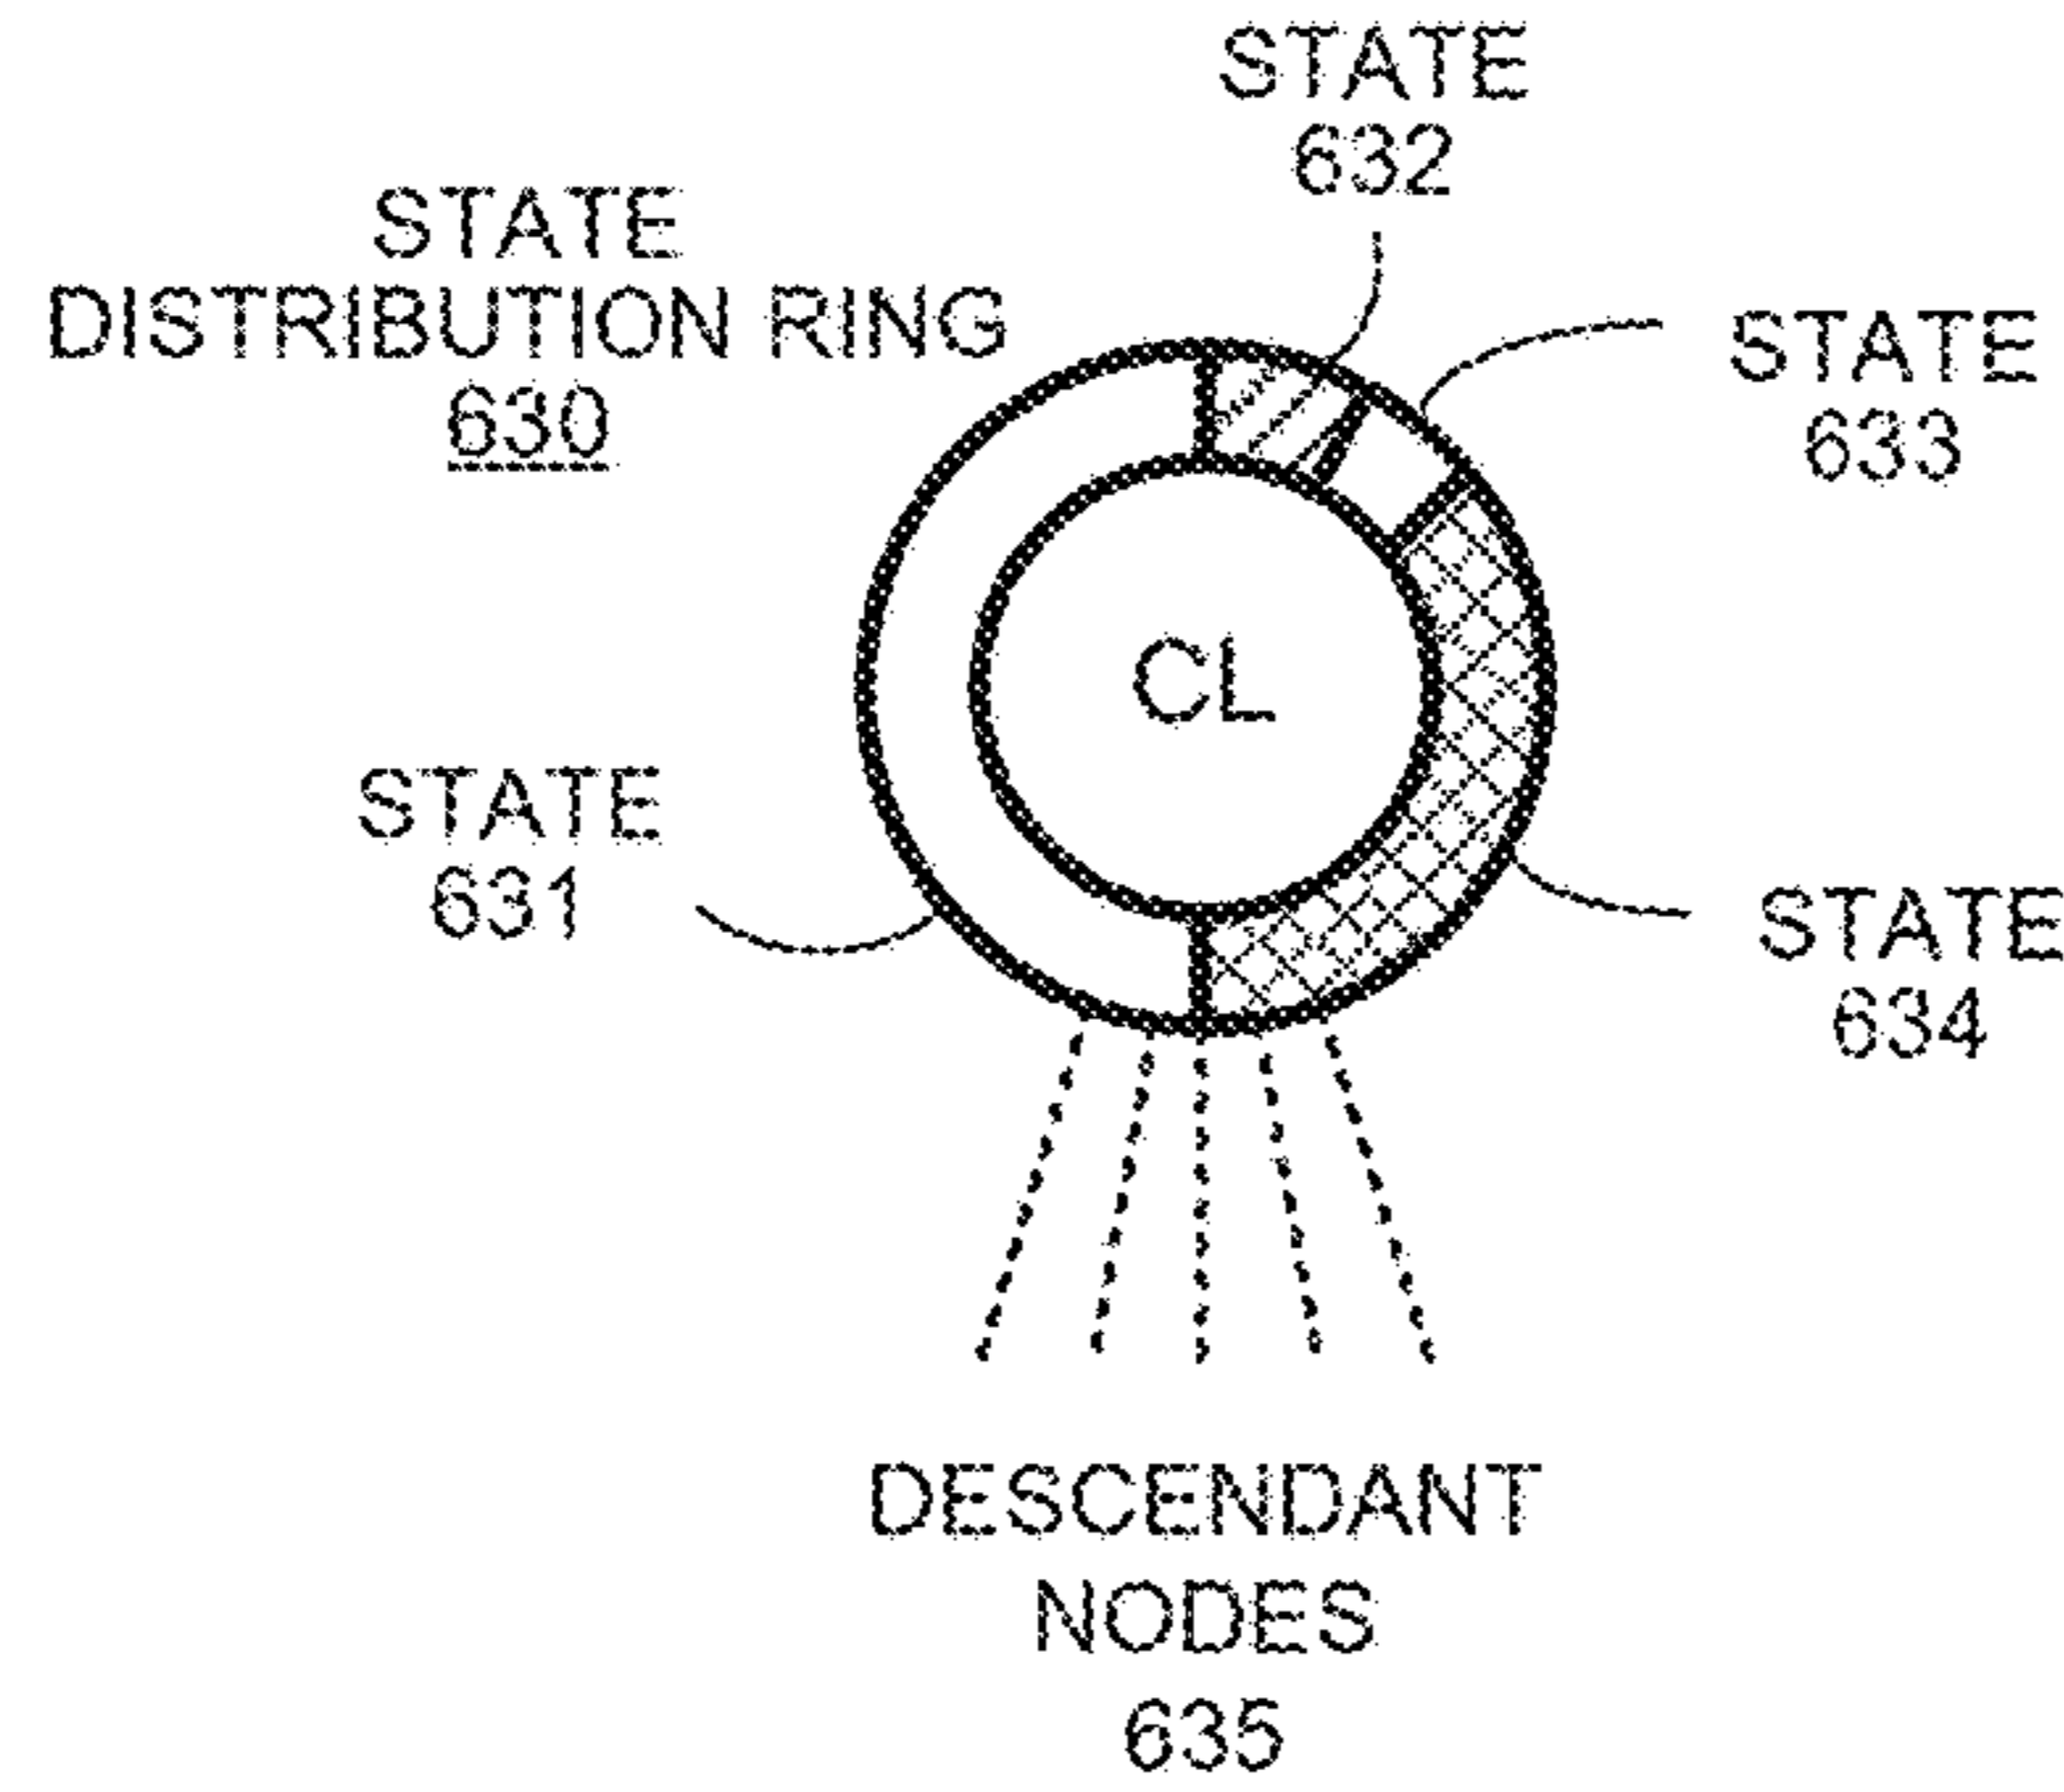 STATE
632
STATE
DISTRIBUTION RING
630
STATE
633
CL
STATE
631
STATE
634
DESCENDANT
NODES
635